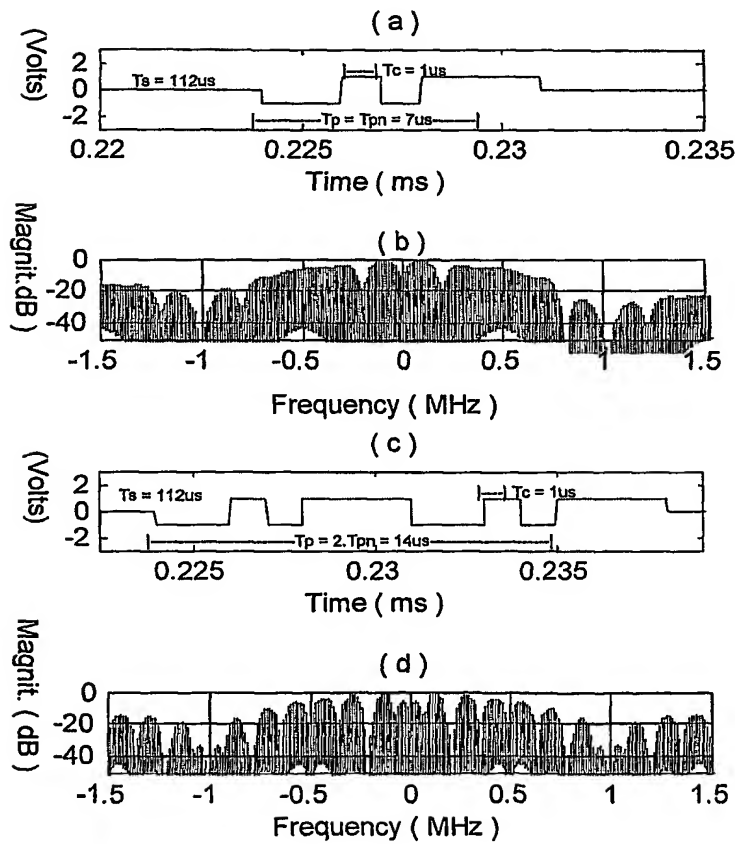 ( a )
(Volts)
2
0
-2
Ts = 112us
Tc = 1us
Tp = Tpn = 7us
0.22 0.225 0.23 0.235
Time ( ms )
( b )
Magnit.dB)
0
-20
-40
-1.5 -1 -0.5 0 0.5 1 1.5
Frequency ( MHz )
( c )
(Volts)
2
0
-2
Ts = 112us
Tc = 1us
Tp = 2.Tpn = 14us
0.225 0.23 0.235
Time ( ms )
( d )
Magnit. ( dB )
0
-20
-40
-1.5 -1 -0.5 0 0.5 1 1.5
Frequency ( MHz )